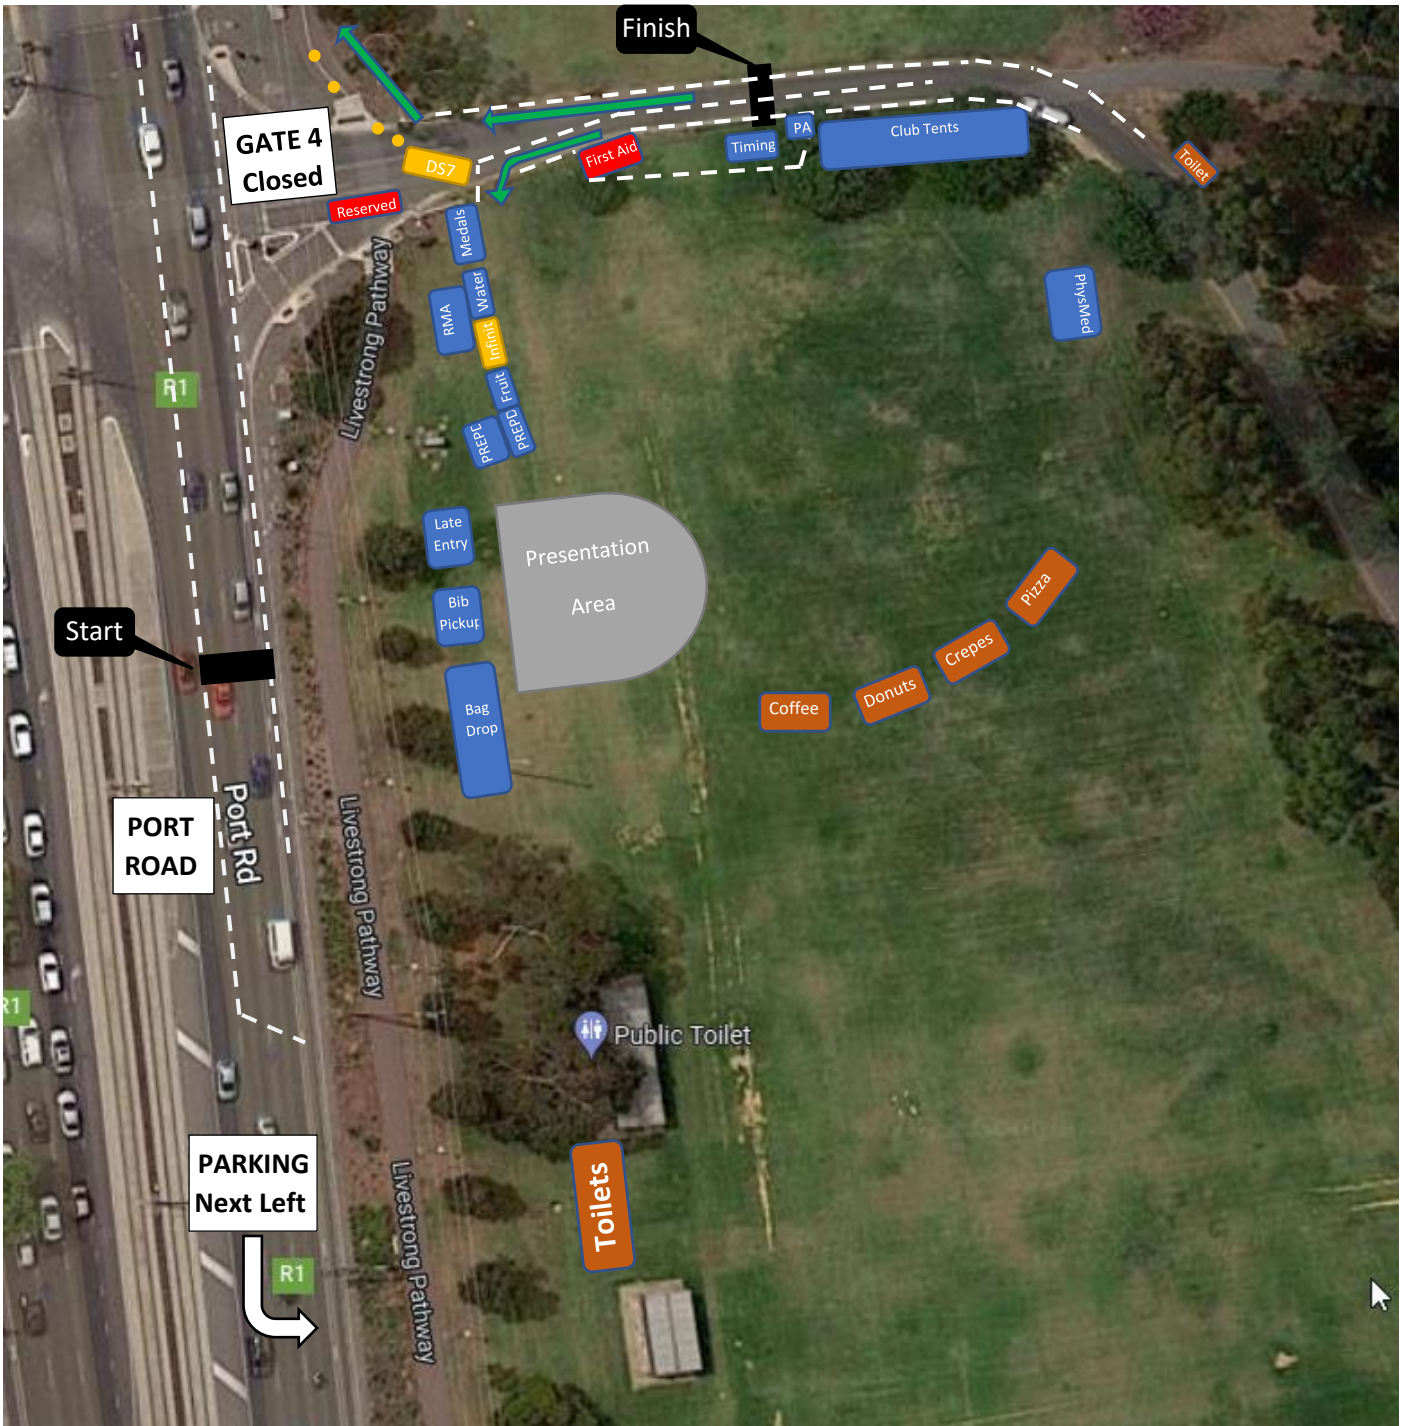 Finish
GATE 4
Closed
DS7
Reserved
First Aid
Timing
PA
Club Tents
Toilet
Medals
Water
RMA
Infinit
Fruit
PREPD
PREPD
PhysMed
Livestrong Pathway
R1
Late
Entry
Presentation
Area
Bib
Pickup
Bag
Drop
Start
Pizza
Crepes
Donuts
Coffee
PORT
ROAD
Port Rd
Livestrong Pathway
R1
Public Toilet
PARKING
Next Left
R1
Toilets
Livestrong Pathway